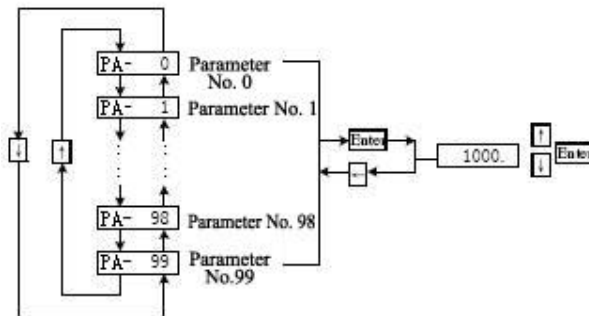 PA- 0
Parameter
No. 0
PA- 1
Parameter No. 1
↓
↑
Enter
←
1000.
↑
↓
Enter
PA- 98
Parameter No. 98
PA- 99
Parameter
No.99